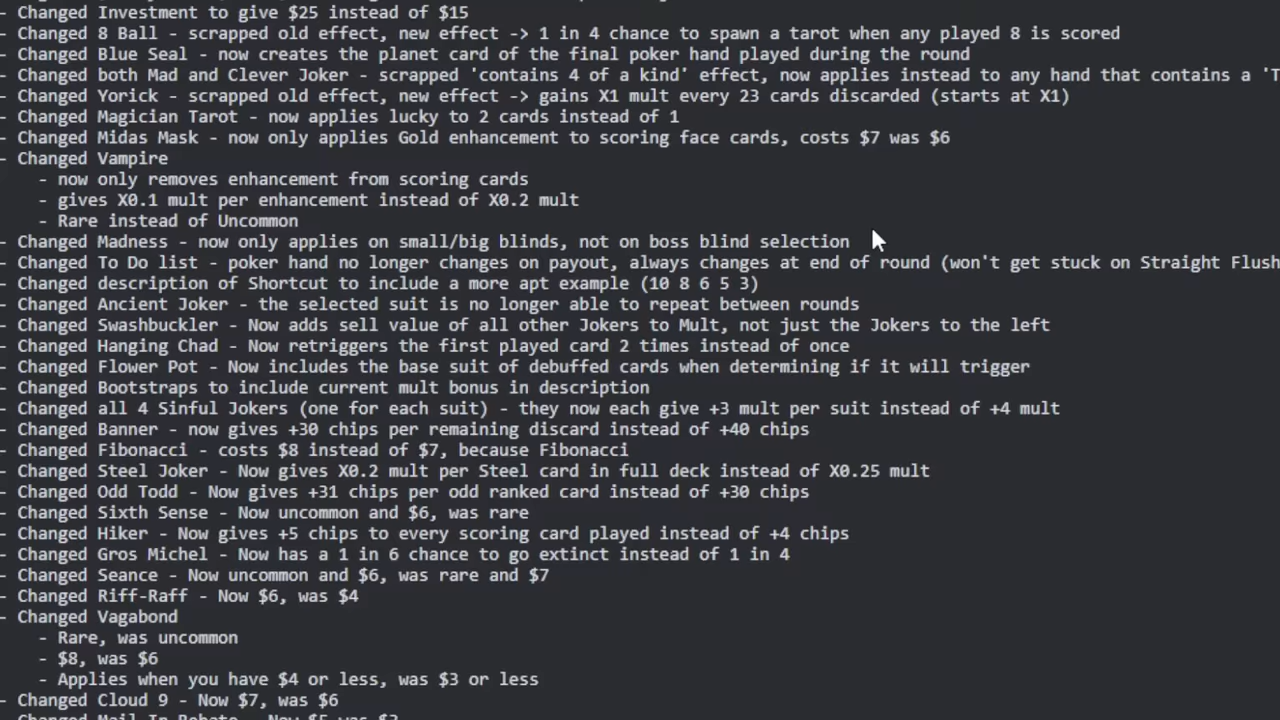 - Changed Investment to give $25 instead of $15
- Changed 8 Ball - scrapped old effect, new effect -> 1 in 4 chance to spawn a tarot when any played 8 is scored
- Changed Blue Seal - now creates the planet card of the final poker hand played during the round
- Changed both Mad and Clever Joker - scrapped 'contains 4 of a kind' effect, now applies instead to any hand that contains a 'T
- Changed Yorick - scrapped old effect, new effect -> gains X1 mult every 23 cards discarded (starts at X1)
- Changed Magician Tarot - now applies lucky to 2 cards instead of 1
- Changed Midas Mask - now only applies Gold enhancement to scoring face cards, costs $7 was $6
- Changed Vampire
- now only removes enhancement from scoring cards
- gives X0.1 mult per enhancement instead of X0.2 mult
- Rare instead of Uncommon
- Changed Madness - now only applies on small/big blinds, not on boss blind selection
- Changed To Do list - poker hand no longer changes on payout, always changes at end of round (won't get stuck on Straight Flush
- Changed description of Shortcut to include a more apt example (10 8 6 5 3)
- Changed Ancient Joker - the selected suit is no longer able to repeat between rounds
- Changed Swashbuckler - Now adds sell value of all other Jokers to Mult, not just the Jokers to the left
- Changed Hanging Chad - Now retriggers the first played card 2 times instead of once
- Changed Flower Pot - Now includes the base suit of debuffed cards when determining if it will trigger
- Changed Bootstraps to include current mult bonus in description
- Changed all 4 Sinful Jokers (one for each suit) - they now each give +3 mult per suit instead of +4 mult
- Changed Banner - now gives +30 chips per remaining discard instead of +40 chips
- Changed Fibonacci - costs $8 instead of $7, because Fibonacci
- Changed Steel Joker - Now gives X0.2 mult per Steel card in full deck instead of X0.25 mult
- Changed Odd Todd - Now gives +31 chips per odd ranked card instead of +30 chips
- Changed Sixth Sense - Now uncommon and $6, was rare
- Changed Hiker - Now gives +5 chips to every scoring card played instead of +4 chips
- Changed Gros Michel - Now has a 1 in 6 chance to go extinct instead of 1 in 4
- Changed Seance - Now uncommon and $6, was rare and $7
- Changed Riff-Raff - Now $6, was $4
- Changed Vagabond
- Rare, was uncommon
- $8, was $6
- Applies when you have $4 or less, was $3 or less
- Changed Cloud 9 - Now $7, was $6
- Changed Mail In Rebate - Now $5 was $3